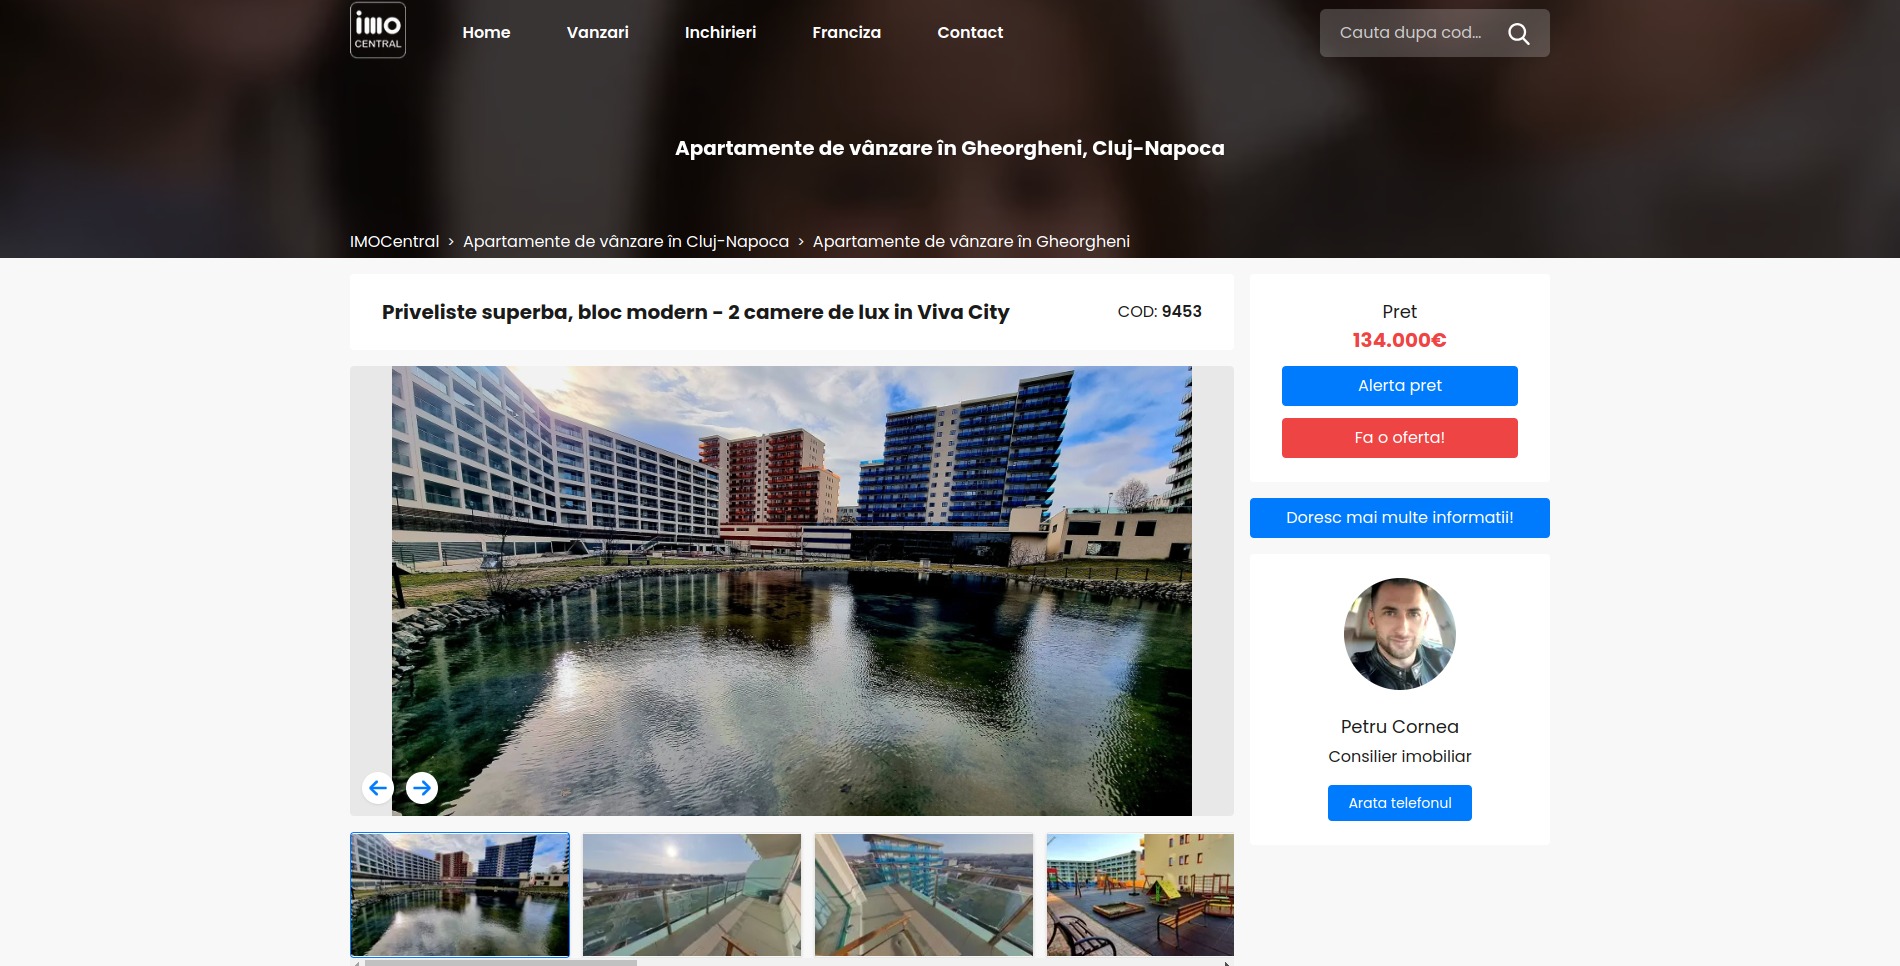 imo
CENTRAL
Home
Vanzari
Inchirieri
Franciza
Contact
Cauta dupa cod...
Apartamente de vânzare în Gheorgheni, Cluj-Napoca
IMOCentral > Apartamente de vânzare în Cluj-Napoca > Apartamente de vânzare în Gheorgheni
Priveliste superba, bloc modern - 2 camere de lux in Viva City
COD: 9453
Pret
134.000€
Alerta pret
Fa o oferta!
Doresc mai multe informatii!
Petru Cornea
Consilier imobiliar
Arata telefonul